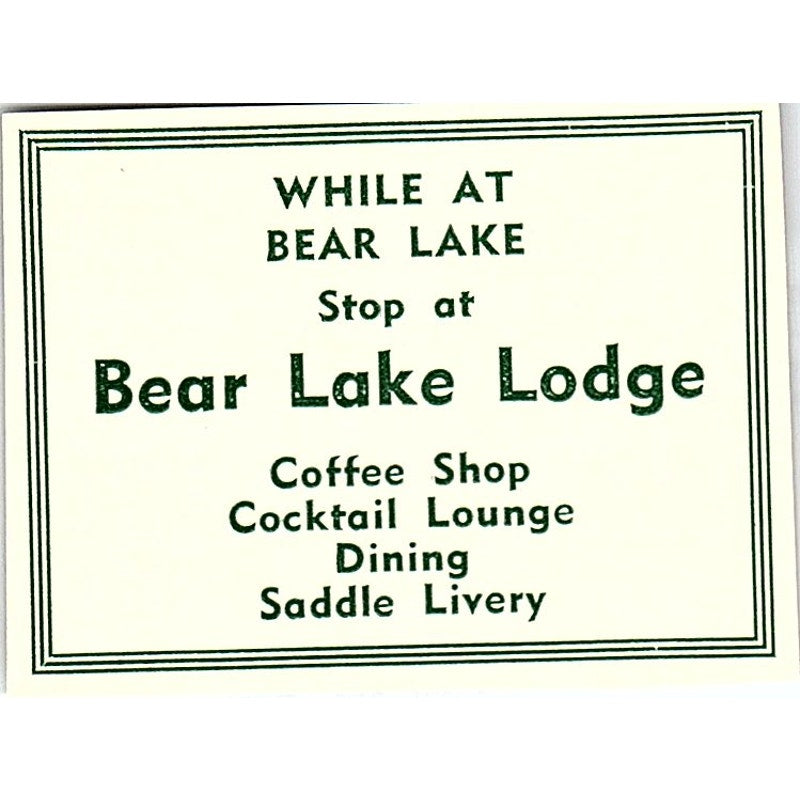 WHILE AT
BEAR LAKE
Stop at
Bear Lake Lodge
Coffee Shop
Cocktail Lounge
Dining
Saddle Livery